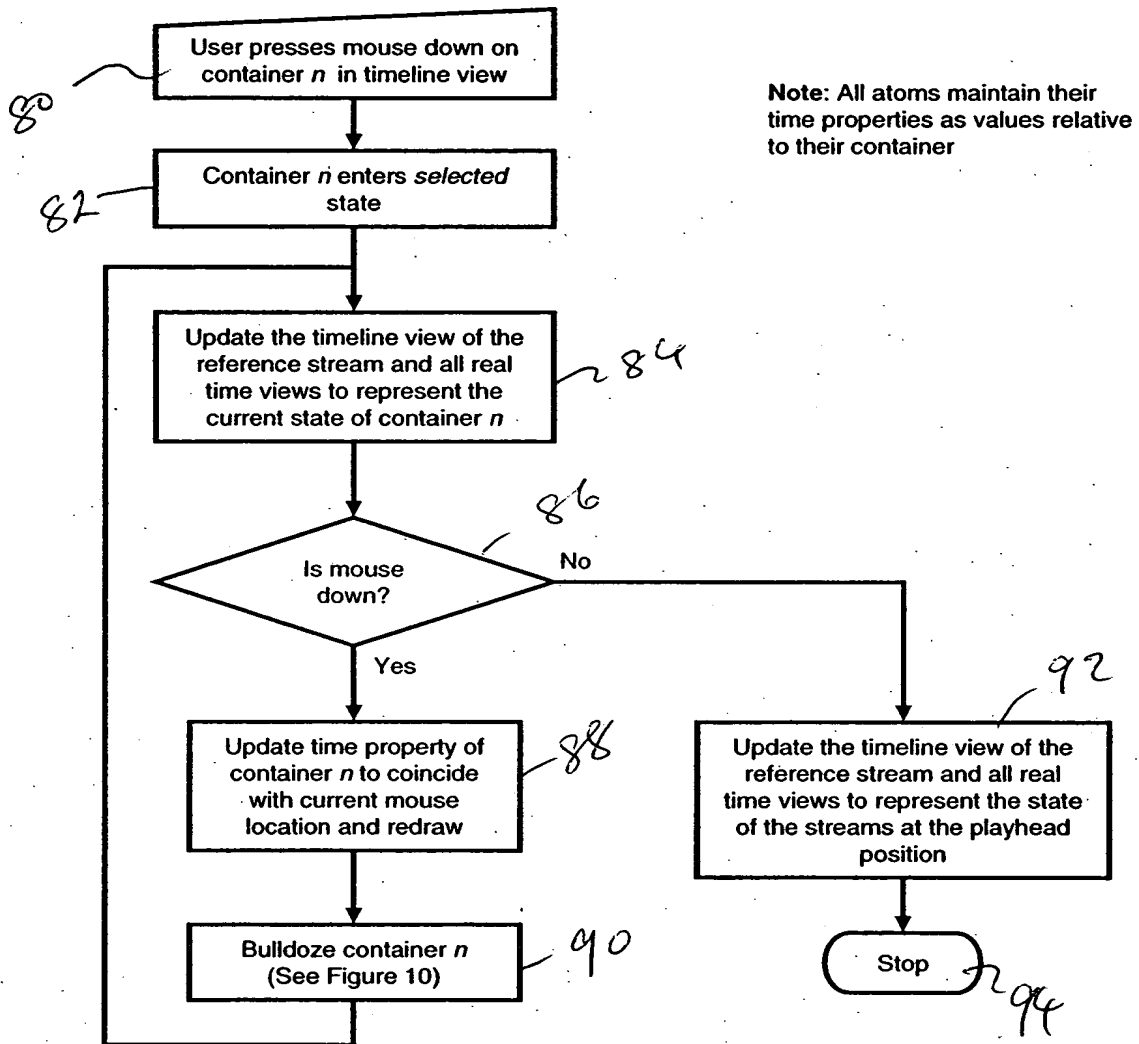 User presses mouse down on
container n in timeline view
80
Note: All atoms maintain their
time properties as values relative
to their container
Container n enters selected
state
82
Update the timeline view of the
reference stream and all real
time views to represent the
current state of container n
84
86
Is mouse
down?
No
Yes
92
Update time property of
container n to coincide
with current mouse
location and redraw
88
Update the timeline view of the
reference stream and all real
time views to represent the state
of the streams at the playhead
position
Bulldoze container n
(See Figure 10)
90
Stop
94